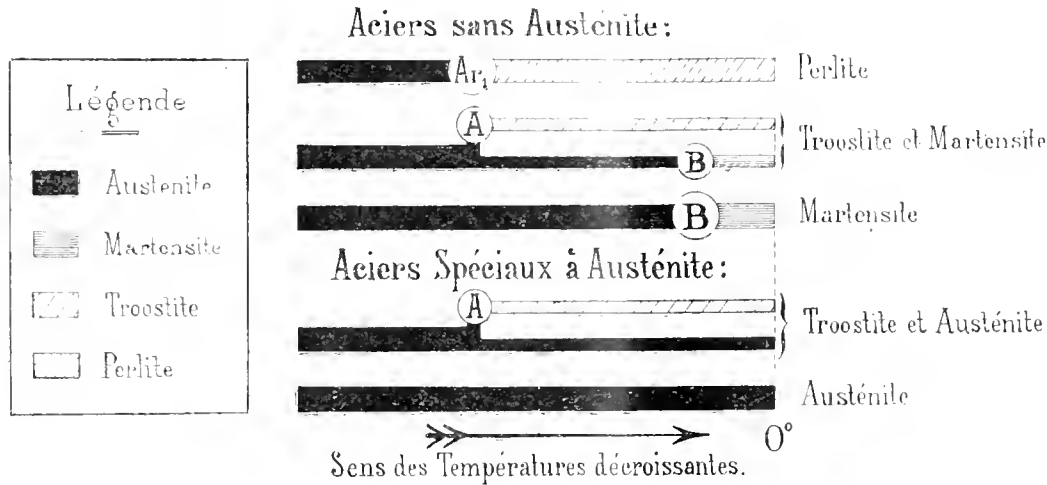 Aciers sans Austénite:
Légende
Austénite
Martensite
Troostite
Perlite
Ar₁
Perlite
A
B
Troostite et Martensite
B
Martensite
Aciers Spéciaux à Austénite:
A
Troostite et Austénite
Austénite
0°
Sens des Températures décroissantes.